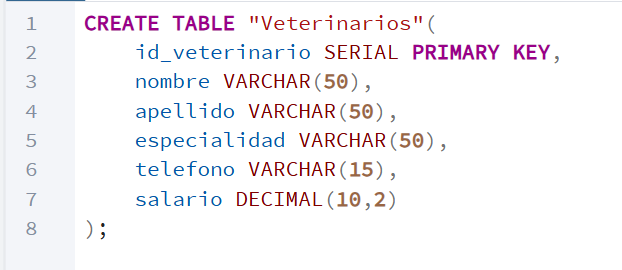 1 CREATE TABLE "Veterinarios"(
2 id_veterinario SERIAL PRIMARY KEY,
3 nombre VARCHAR(50),
4 apellido VARCHAR(50),
5 especialidad VARCHAR(50),
6 telefono VARCHAR(15),
7 salario DECIMAL(10,2)
8 );